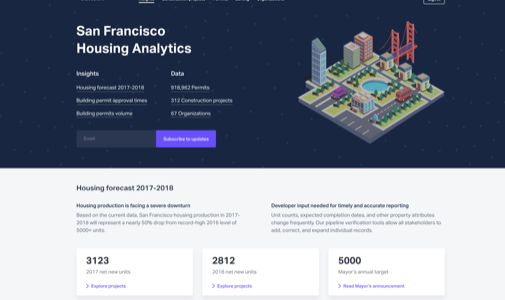 San Francisco
Housing Analytics
Insights
Data
Housing forecast 2017-2018
918,962 Permits
Building permit approval times
312 Construction projects
Building permits volume
67 Organizations
Email
Subscribe to updates
Housing forecast 2017-2018
Housing production is facing a severe downturn
Based on the current data, San Francisco housing production in 2017-
2018 will represent a nearly 50% drop from record-high 2016 level of
5000+ units.
Developer input needed for timely and accurate reporting
Unit counts, expected completion dates, and other property attributes
change frequently. Our pipeline verification tools allow all stakeholders to
add, correct, and expand individual records.
3123
2017 net new units
Explore projects
2812
2018 net new units
Explore projects
5000
Mayor's annual target
Read Mayor's announcement